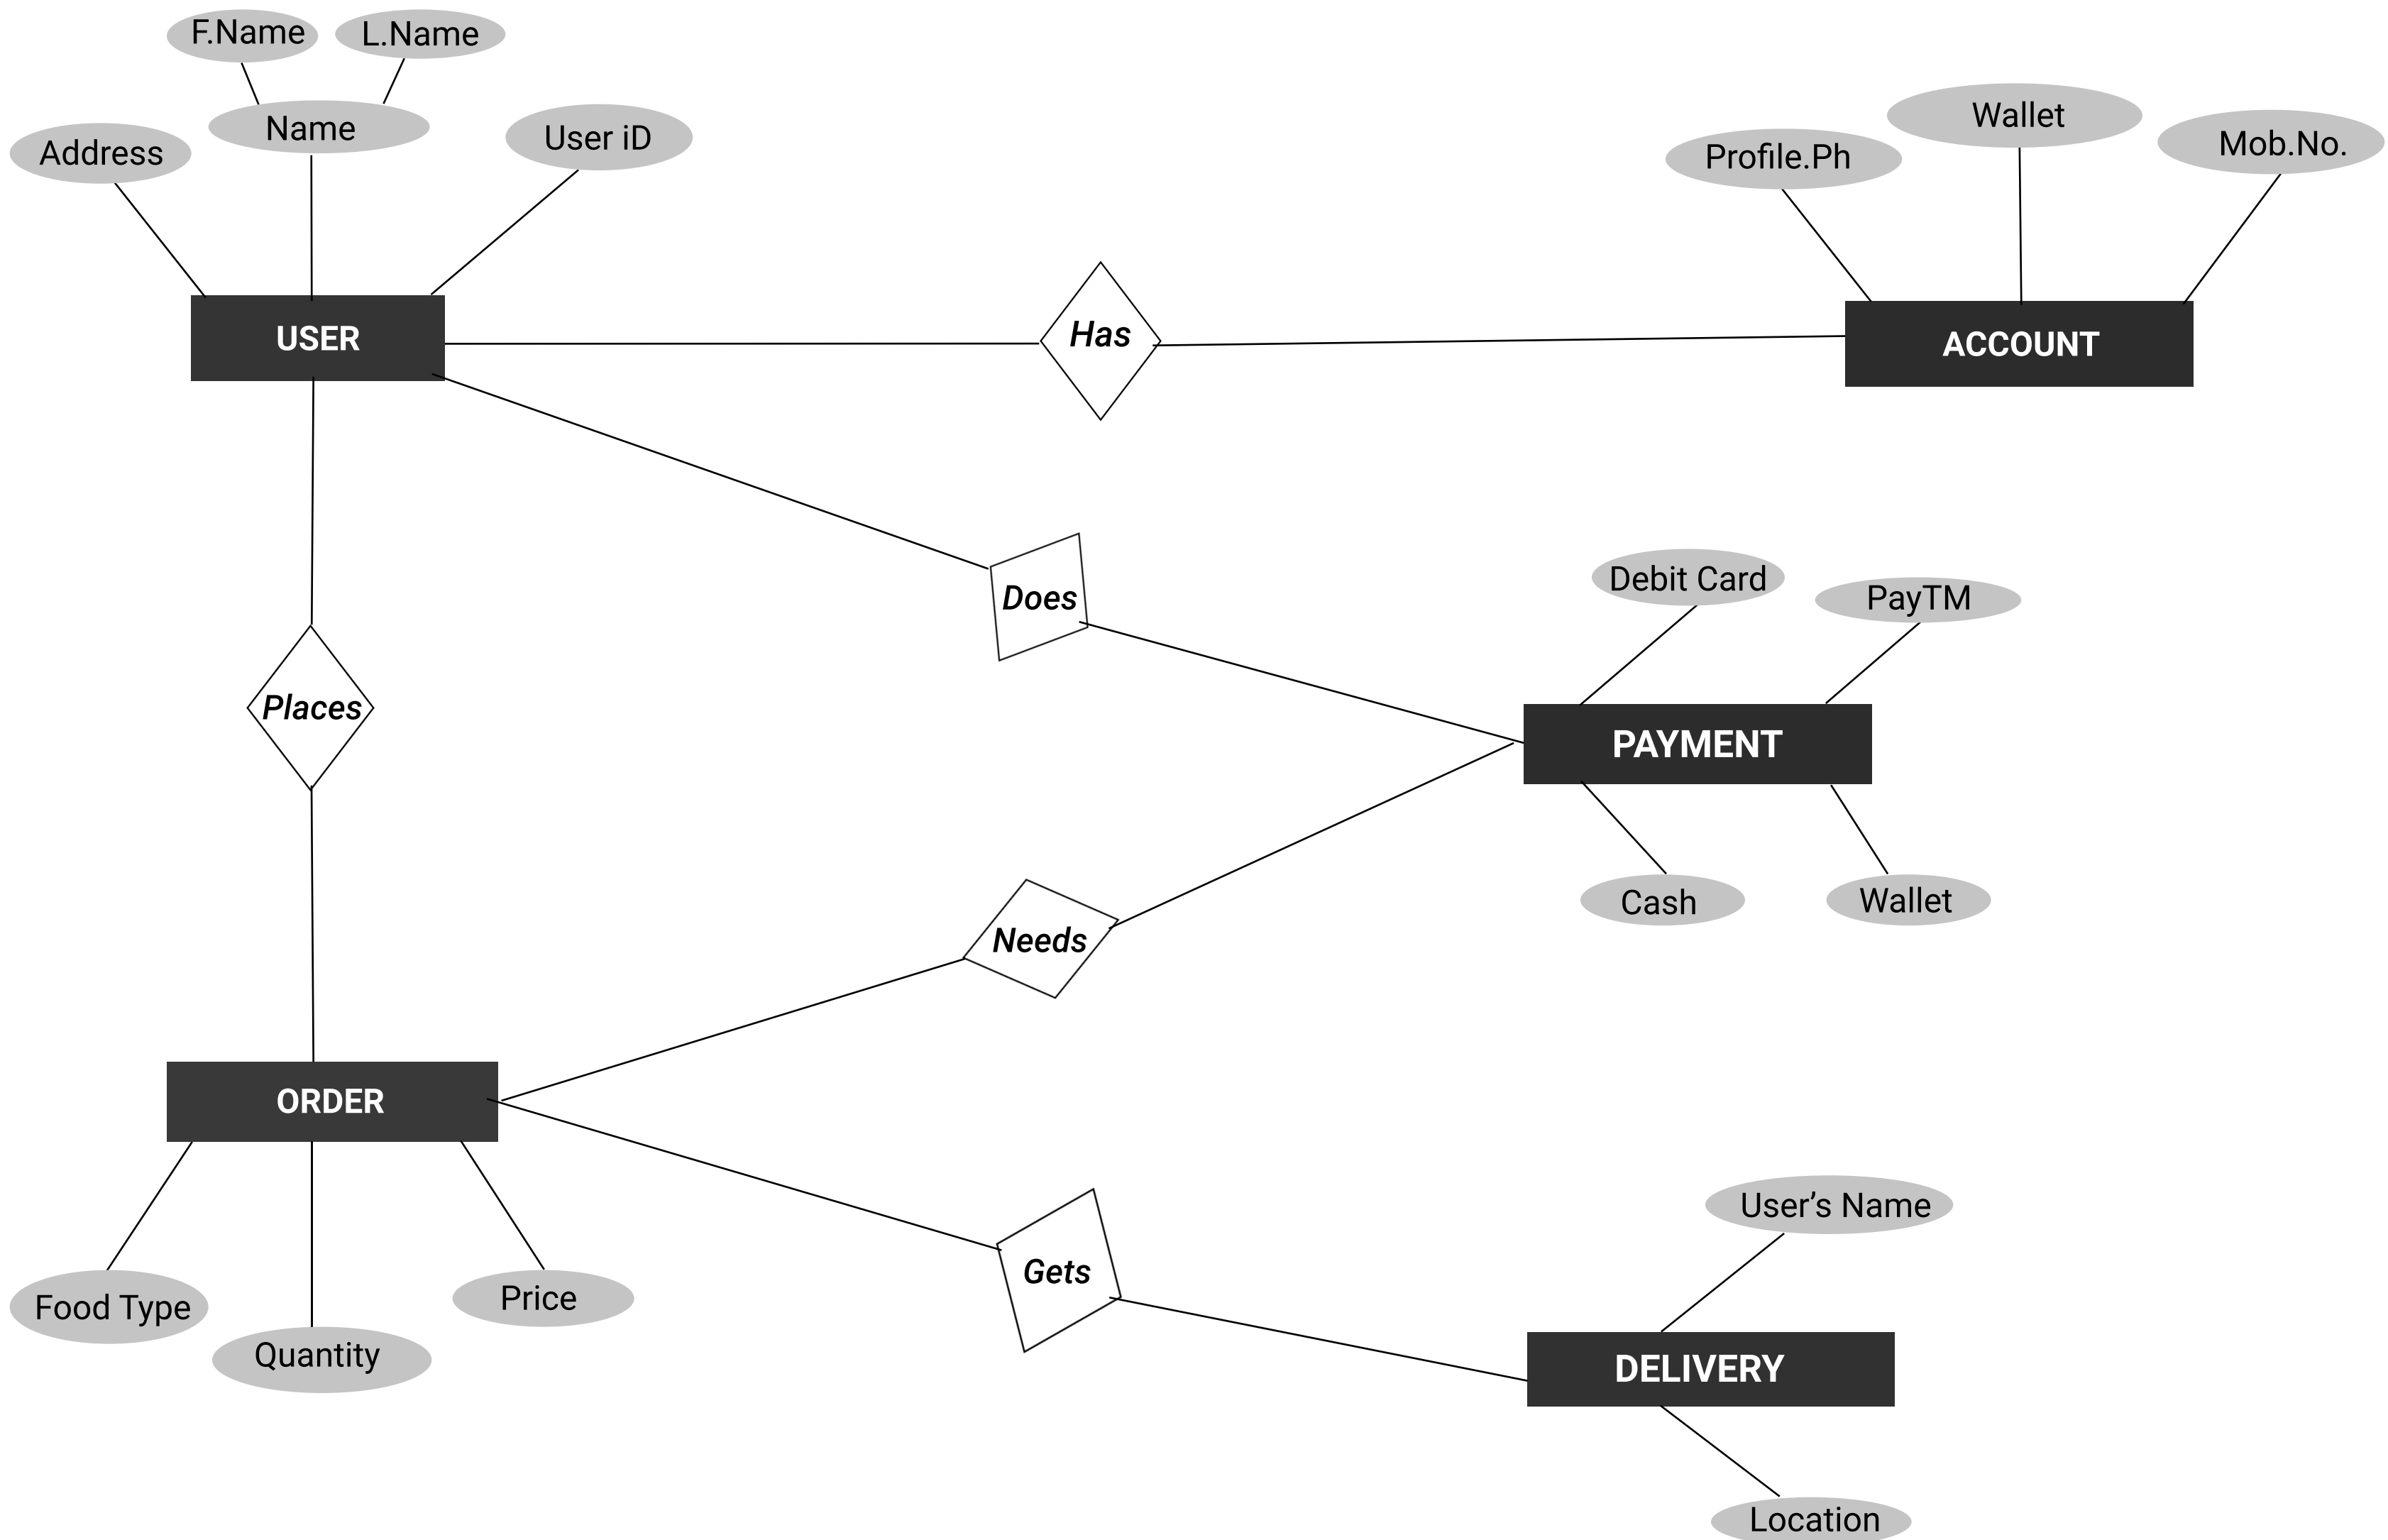 F.Name
L.Name
Name
Address
User iD
Wallet
Profile.Ph
Mob.No.
USER
Has
ACCOUNT
Does
Debit Card
PayTM
Places
PAYMENT
Cash
Wallet
Needs
ORDER
User’s Name
Gets
Food Type
Price
Quantity
DELIVERY
Location